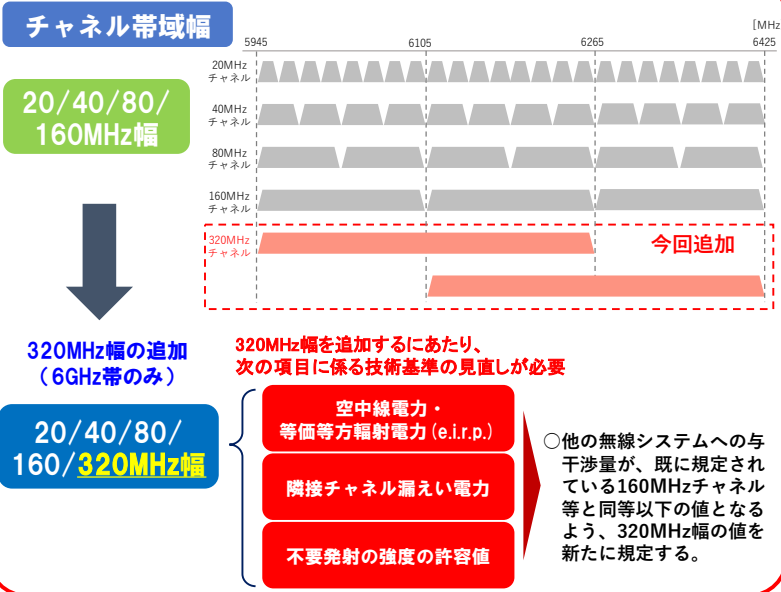 チャネル帯域幅
[MHz
5945 6105 6265 6425
20/40/80/
160MHz幅
20MHz
チャネル
40MHz
チャネル
80MHz
チャネル
160MHz
チャネル
320MHz
チャネル
今回追加
320MHz幅の追加
（6GHz帯のみ）
20/40/80/
160/320MHz幅
320MHz幅を追加するにあたり、
次の項目に係る技術基準の見直しが必要
空中線電力・
等価等方輻射電力(e.i.r.p.)
隣接チャネル漏えい電力
不要発射の強度の許容値
○他の無線システムへの与
干渉量が、既に規定され
ている160MHzチャネル
等と同等以下の値となる
よう、320MHz幅の値を
新たに規定する。